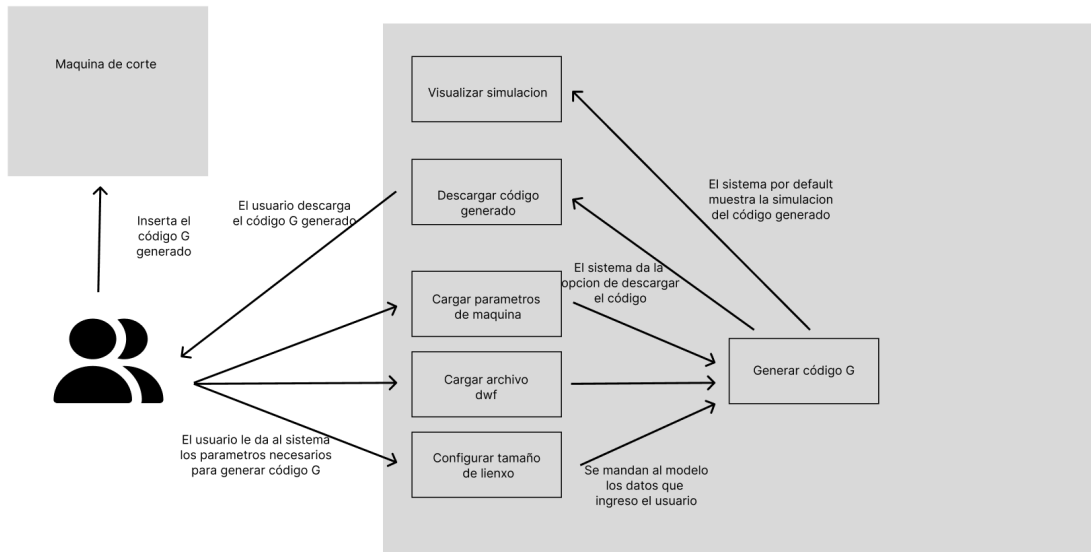 Maquina de corte
Visualizar simulacion
Descargar código
generado
El sistema por default
muestra la simulacion
del código generado
El usuario descarga
el código G generado
Inserta el
código G
generado
El sistema da la
opcion de descargar
el código
Cargar parametros
de maquina
Generar código G
Cargar archivo
dwf
El usuario le da al sistema
los parametros necesarios
para generar código G
Configurar tamaño
de lienxo
Se mandan al modelo
los datos que
ingreso el usuario